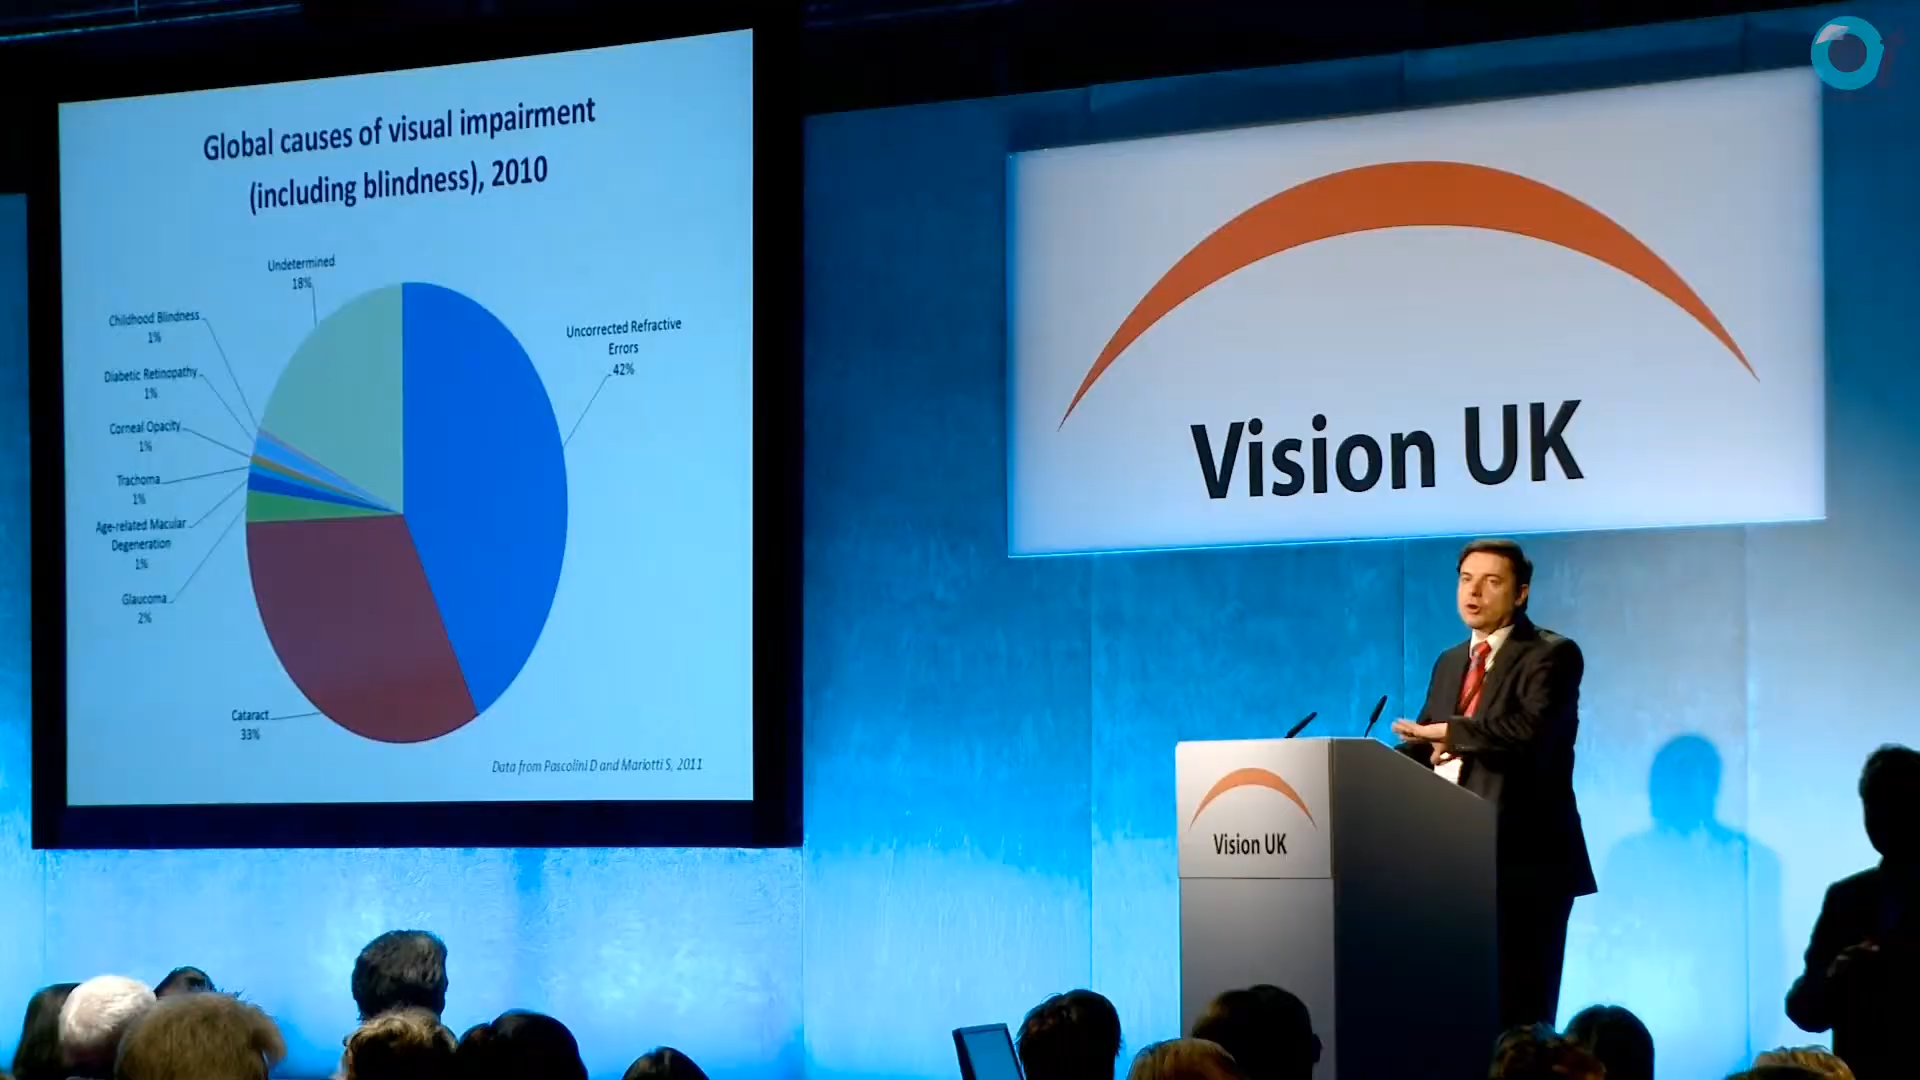 Global causes of visual impairment
(including blindness), 2010
Undetermined
18%
Childhood Blindness
1%
Diabetic Retinopathy
1%
Corneal Opacity
1%
Trachoma
1%
Age-related Macular
Degeneration
1%
Glaucoma
2%
Cataract
33%
Uncorrected Refractive
Errors
42%
Data from Pascolini D and Mariotti S, 2011
Vision UK
Vision UK